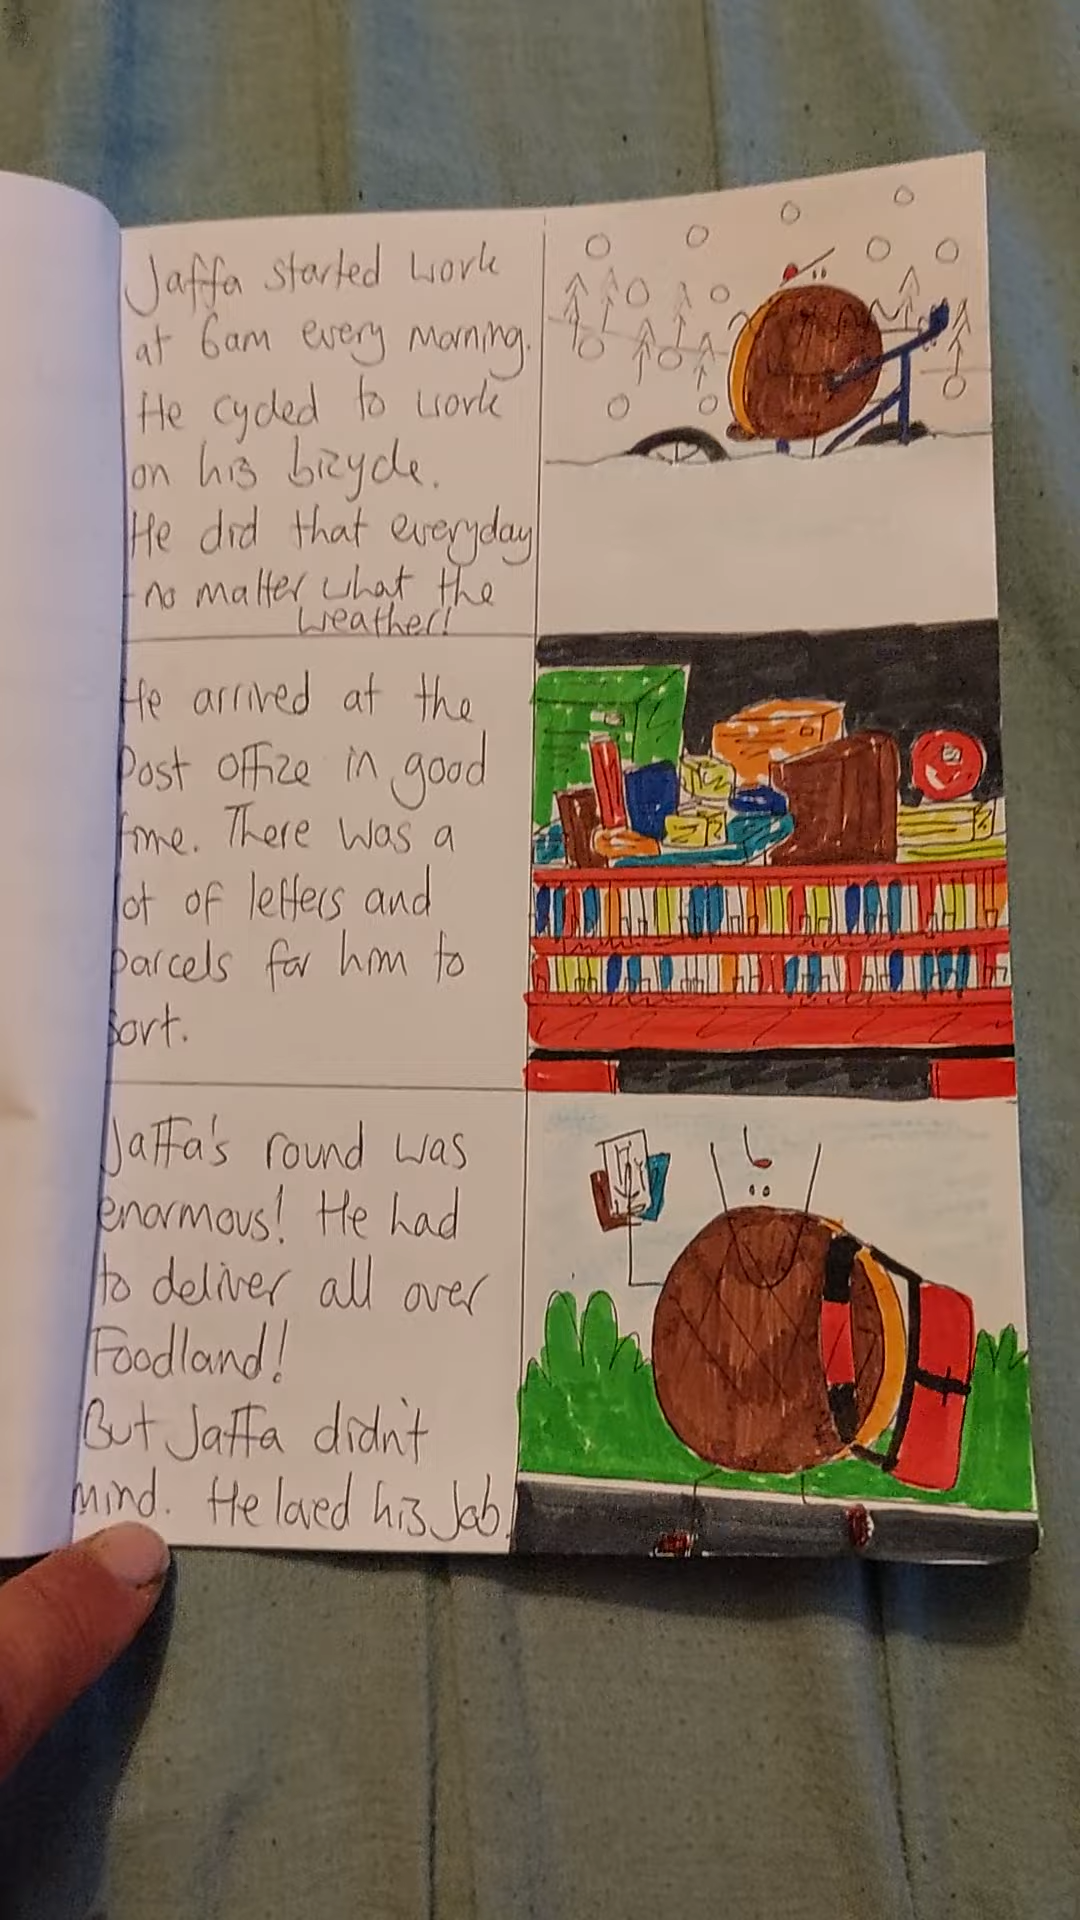 Jaffa started work
at 6am every morning.
He cycled to work
on his bicycle.
He did that everyday
-no matter what the
weather!
He arrived at the
Post office in good
time. There was a
lot of letters and
parcels for him to
sort.
Jaffa's round was
enormous! He had
to deliver all over
Foodland!
But Jaffa didn't
mind. He loved his job.